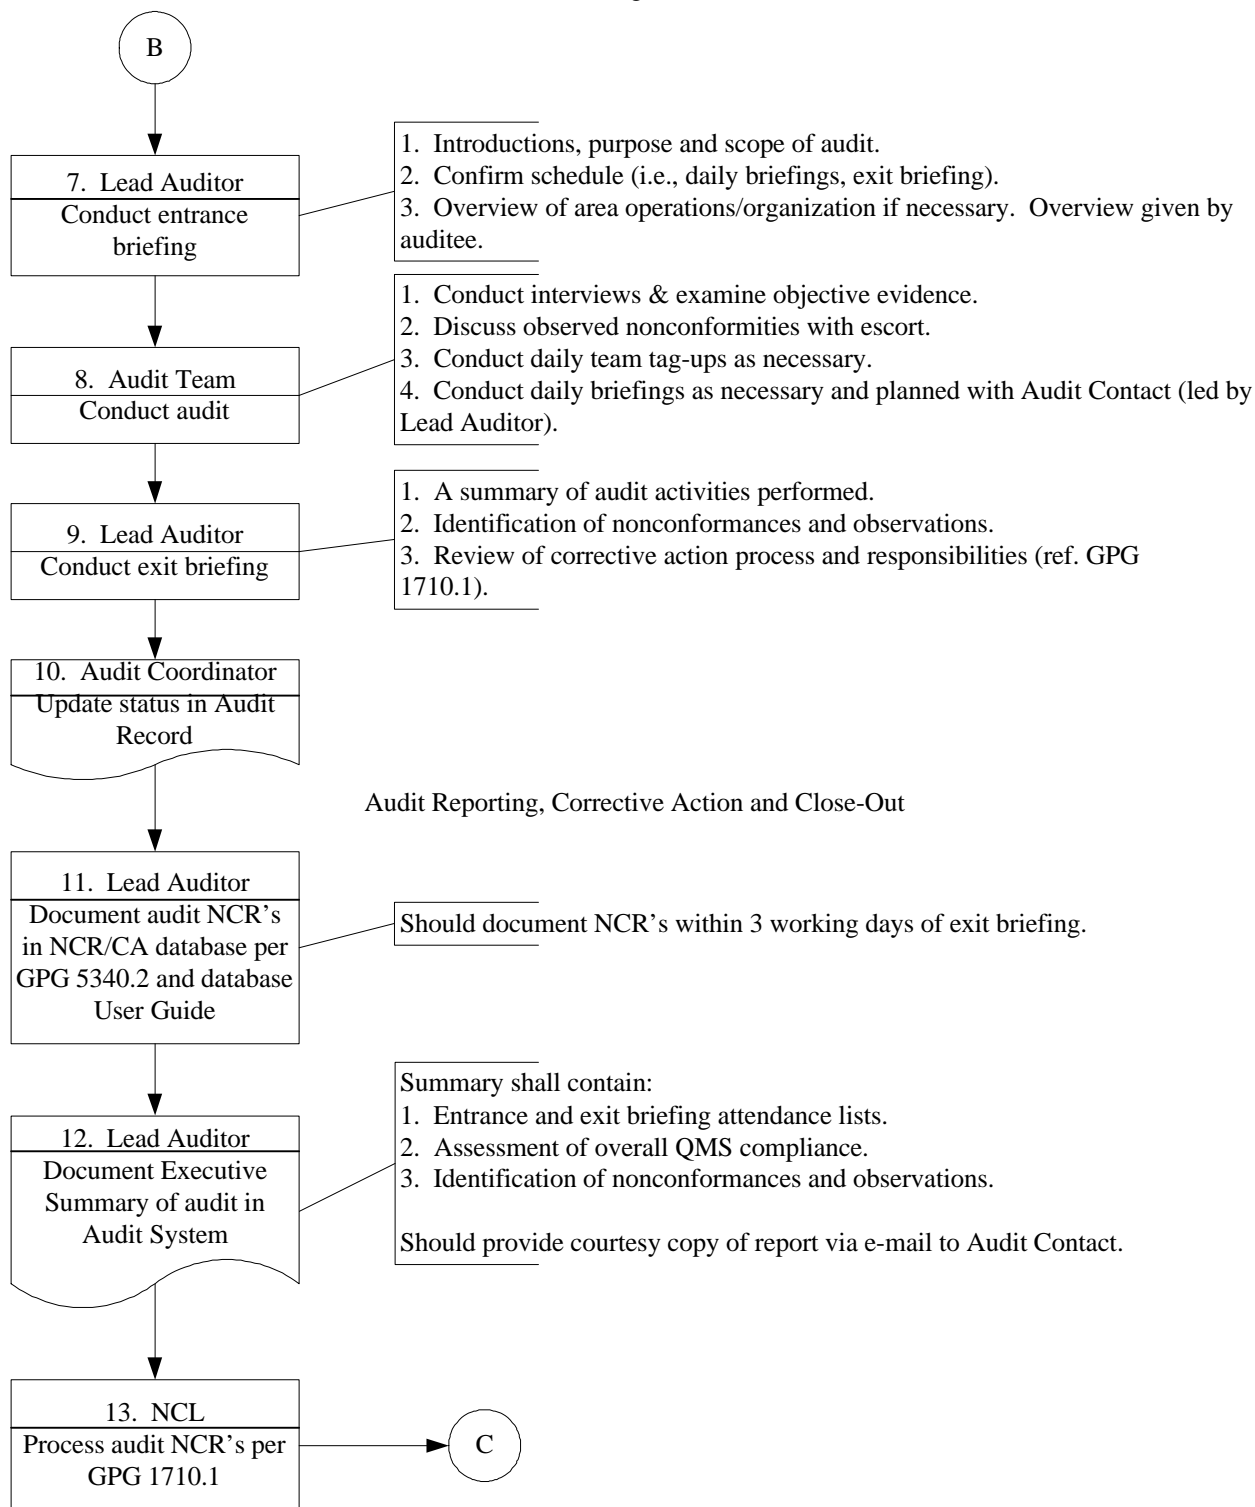 B
7. Lead Auditor
Conduct entrance
briefing
1. Introductions, purpose and scope of audit.
2. Confirm schedule (i.e., daily briefings, exit briefing).
3. Overview of area operations/organization if necessary. Overview given by
auditee.
8. Audit Team
Conduct audit
1. Conduct interviews & examine objective evidence.
2. Discuss observed nonconformities with escort.
3. Conduct daily team tag-ups as necessary.
4. Conduct daily briefings as necessary and planned with Audit Contact (led by
Lead Auditor).
9. Lead Auditor
Conduct exit briefing
1. A summary of audit activities performed.
2. Identification of nonconformances and observations.
3. Review of corrective action process and responsibilities (ref. GPG
1710.1).
10. Audit Coordinator
Update status in Audit
Record
Audit Reporting, Corrective Action and Close-Out
11. Lead Auditor
Document audit NCR's
in NCR/CA database per
GPG 5340.2 and database
User Guide
Should document NCR's within 3 working days of exit briefing.
12. Lead Auditor
Document Executive
Summary of audit in
Audit System
Summary shall contain:
1. Entrance and exit briefing attendance lists.
2. Assessment of overall QMS compliance.
3. Identification of nonconformances and observations.
Should provide courtesy copy of report via e-mail to Audit Contact.
13. NCL
Process audit NCR's per
GPG 1710.1
C